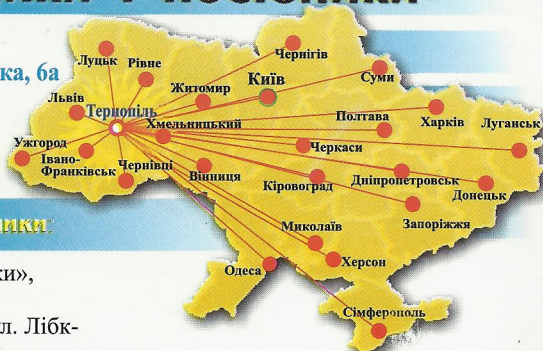 ка, 6а
Луцьк
Рівне
Чернігів
Житомир
Київ
Суми
Львів
Тернопіль
Хмельницький
Полтава
Харків
Луганськ
Ужгород
Івано-
Франківськ
Чернівці
Вінниця
Черкаси
Кіровоград
Дніпропетровськ
Донецьк
Запоріжжя
Миколаїв
Херсон
Одеса
Сімферополь
ики:
ки»,
л. Лібк-